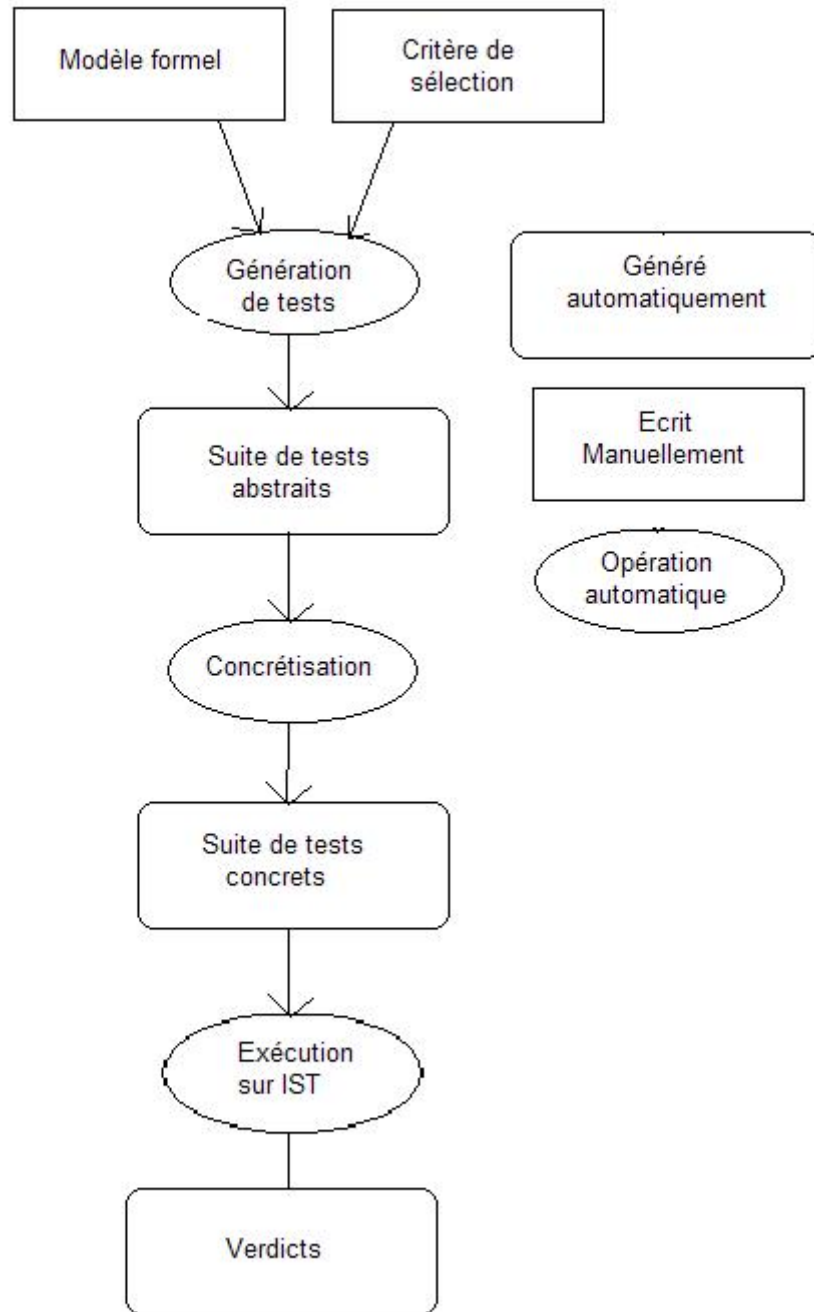 Modèle formel
Critère de
sélection
Génération
de tests
Généré
automatiquement
Suite de tests
abstraits
Ecrit
Manuellement
Opération
automatique
Concrétisation
Suite de tests
concrets
Exécution
sur IST
Verdicts